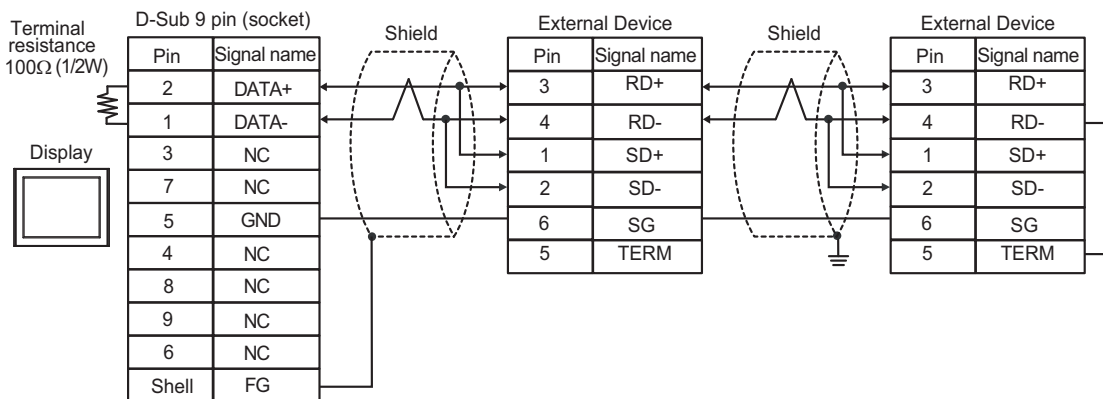 Terminal
resistance
100Ω (1/2W)
Display
D-Sub 9 pin (socket)
Pin Signal name
2 DATA+
1 DATA-
3 NC
7 NC
5 GND
4 NC
8 NC
9 NC
6 NC
Shell FG
Shield
External Device
Pin Signal name
3 RD+
4 RD-
1 SD+
2 SD-
6 SG
5 TERM
Shield
External Device
Pin Signal name
3 RD+
4 RD-
1 SD+
2 SD-
6 SG
5 TERM